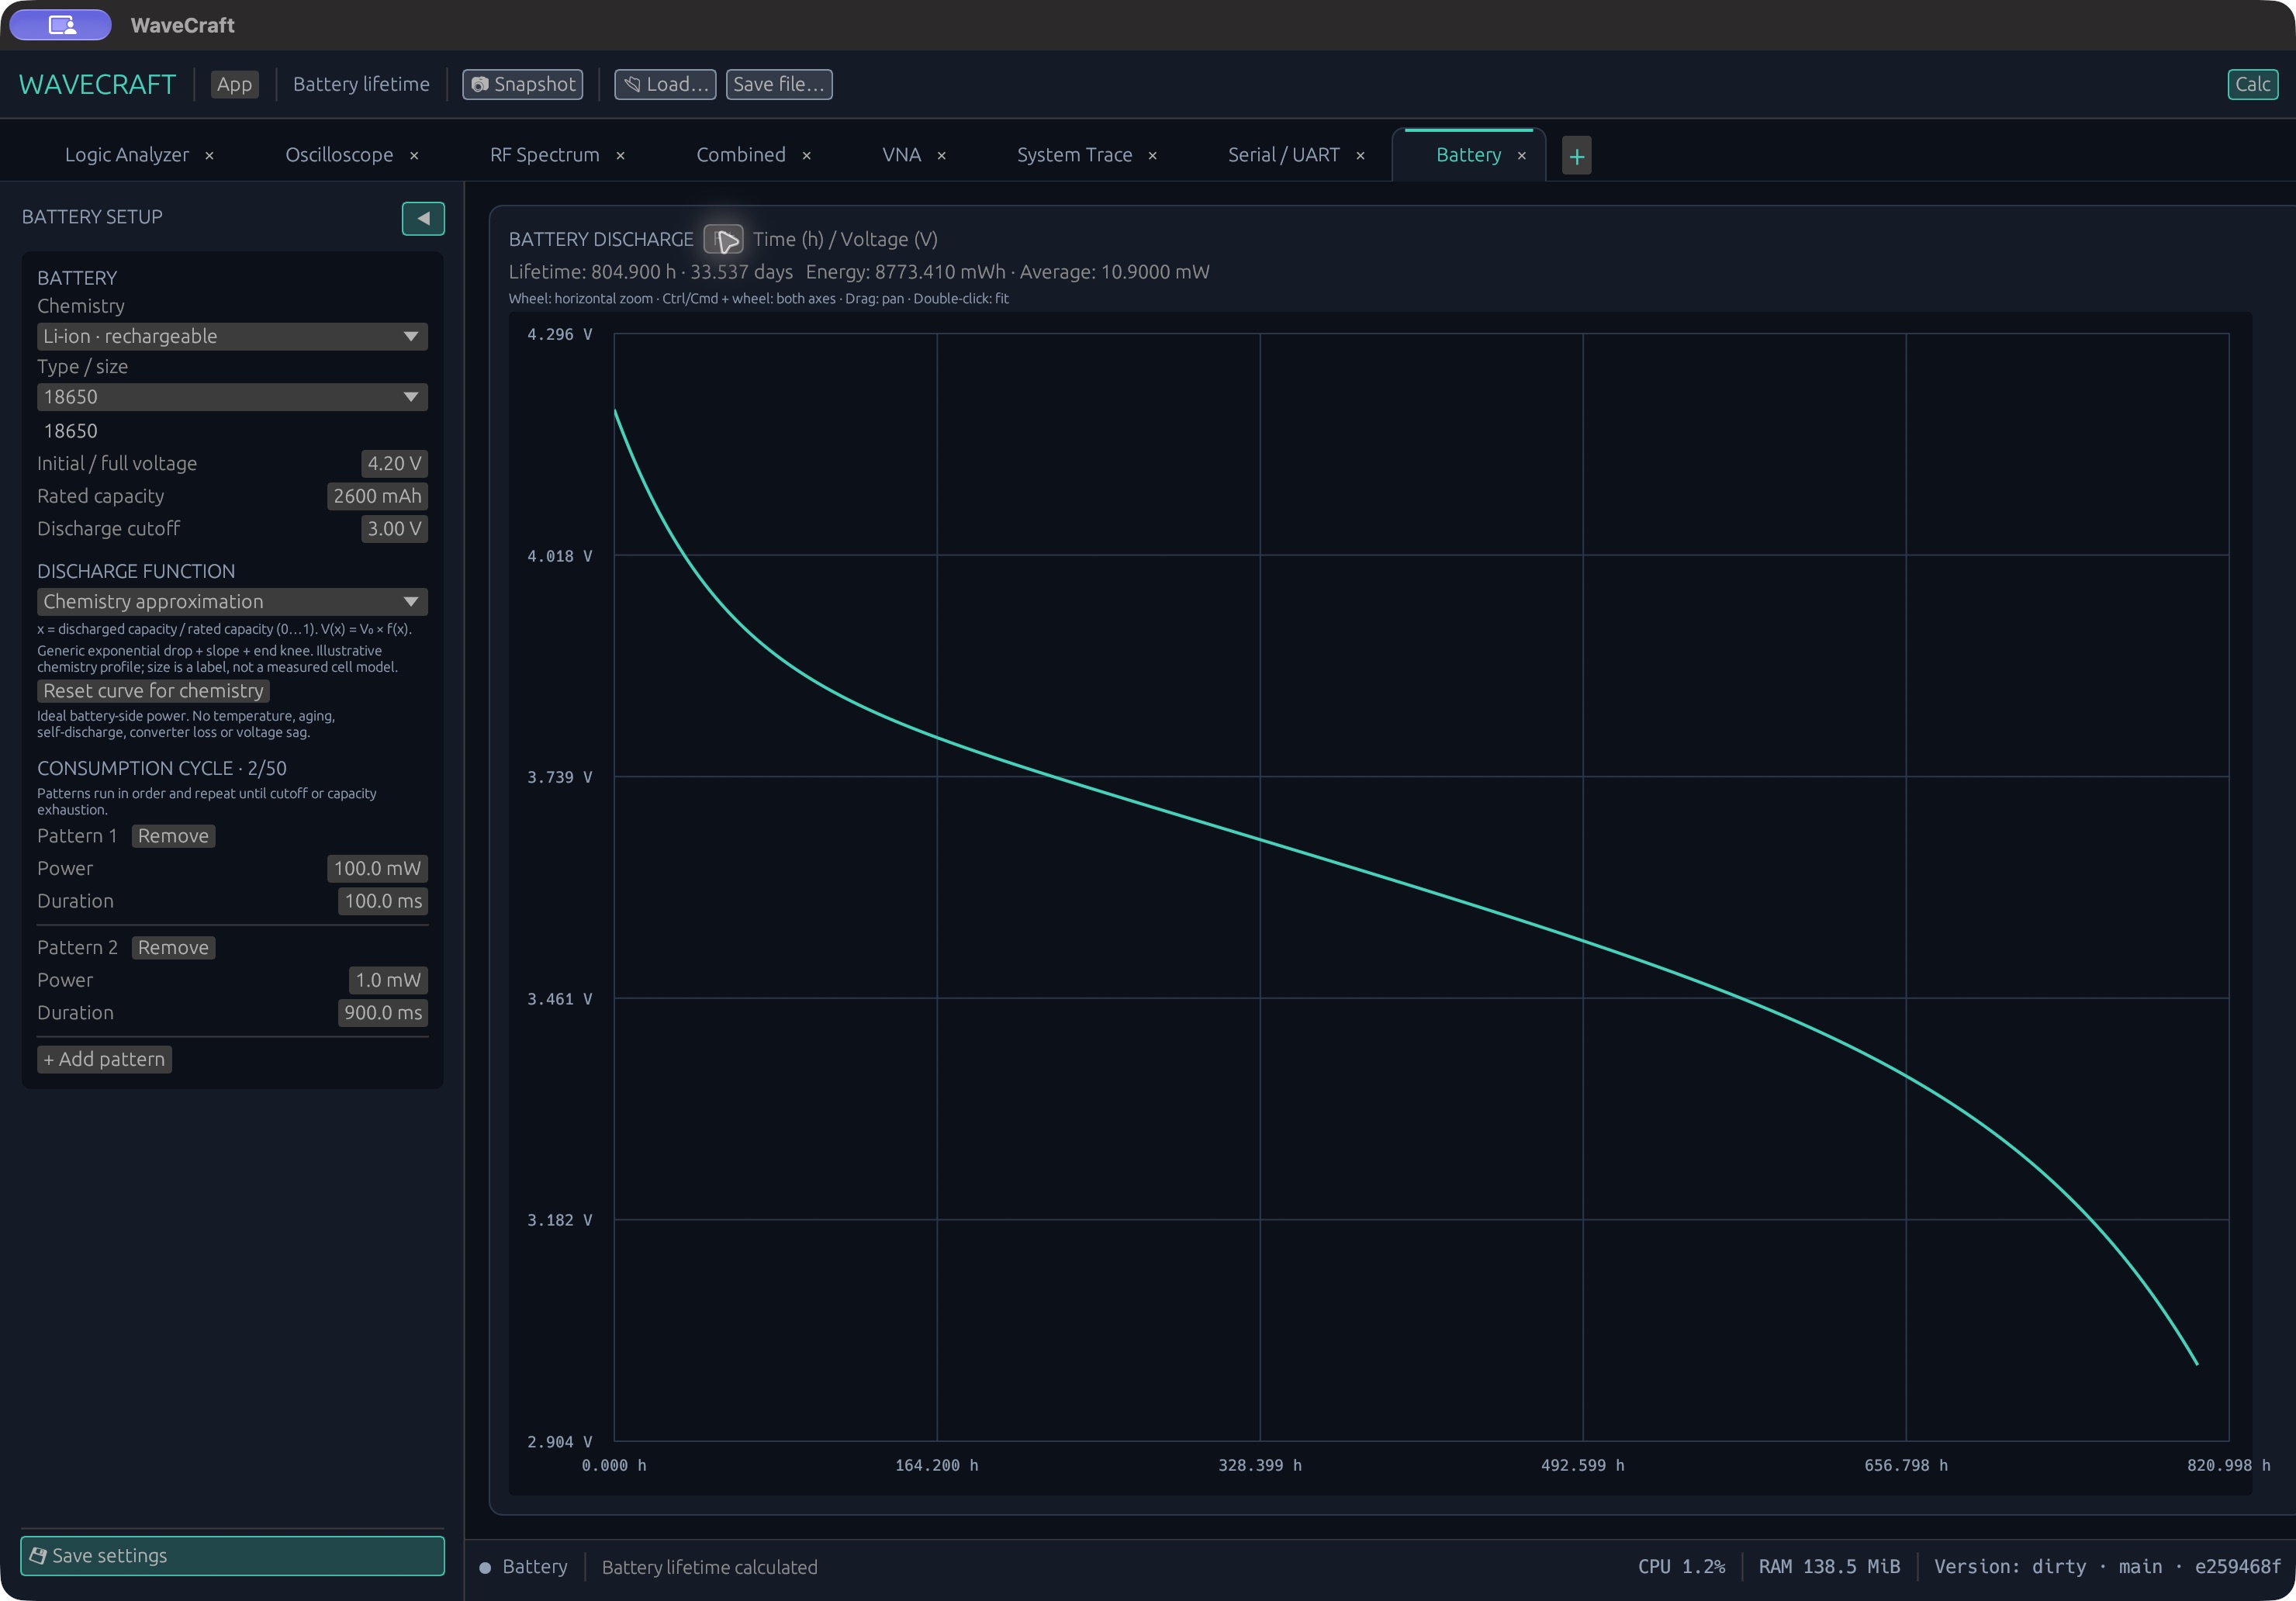 WaveCraft
WAVECRAFT App Battery lifetime Snapshot Load... Save file... Calc
Logic Analyzer × Oscilloscope × RF Spectrum × Combined × VNA × System Trace × Serial / UART × Battery × +
BATTERY SETUP
BATTERY
Chemistry
Li-ion · rechargeable
Type / size
18650
18650
Initial / full voltage 4.20 V
Rated capacity 2600 mAh
Discharge cutoff 3.00 V
DISCHARGE FUNCTION
Chemistry approximation
x = discharged capacity / rated capacity (0…1). V(x) = V₀ × f(x).
Generic exponential drop + slope + end knee. Illustrative
chemistry profile; size is a label, not a measured cell model.
Reset curve for chemistry
Ideal battery-side power. No temperature, aging,
self-discharge, converter loss or voltage sag.
CONSUMPTION CYCLE · 2/50
Patterns run in order and repeat until cutoff or capacity
exhaustion.
Pattern 1 Remove
Power 100.0 mW
Duration 100.0 ms
Pattern 2 Remove
Power 1.0 mW
Duration 900.0 ms
+ Add pattern
Save settings
BATTERY DISCHARGE Time (h) / Voltage (V)
Lifetime: 804.900 h · 33.537 days Energy: 8773.410 mWh · Average: 10.9000 mW
Wheel: horizontal zoom · Ctrl/Cmd + wheel: both axes · Drag: pan · Double-click: fit
4.296 V
4.018 V
3.739 V
3.461 V
3.182 V
2.904 V
0.000 h 164.200 h 328.399 h 492.599 h 656.798 h 820.998 h
Battery Battery lifetime calculated CPU 1.2% RAM 138.5 MiB Version: dirty · main · e259468f